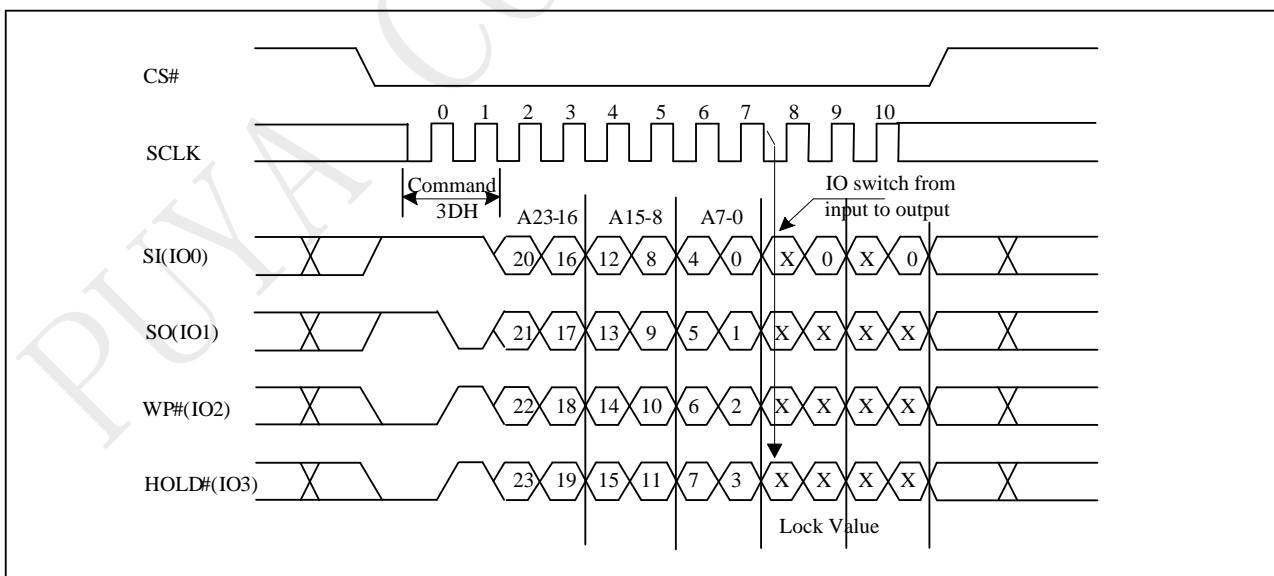 PUYA CO
CS#
0 1 2 3 4 5 6 7 8 9 10
SCLK
Command
3DH
IO switch from
input to output
A23-16 A15-8 A7-0
SI(IO0) 20 16 12 8 4 0 X 0 X 0
SO(IO1) 21 17 13 9 5 1 X X X X
WP#(IO2) 22 18 14 10 6 2 X X X X
HOLD#(IO3) 23 19 15 11 7 3 X X X X
Lock Value